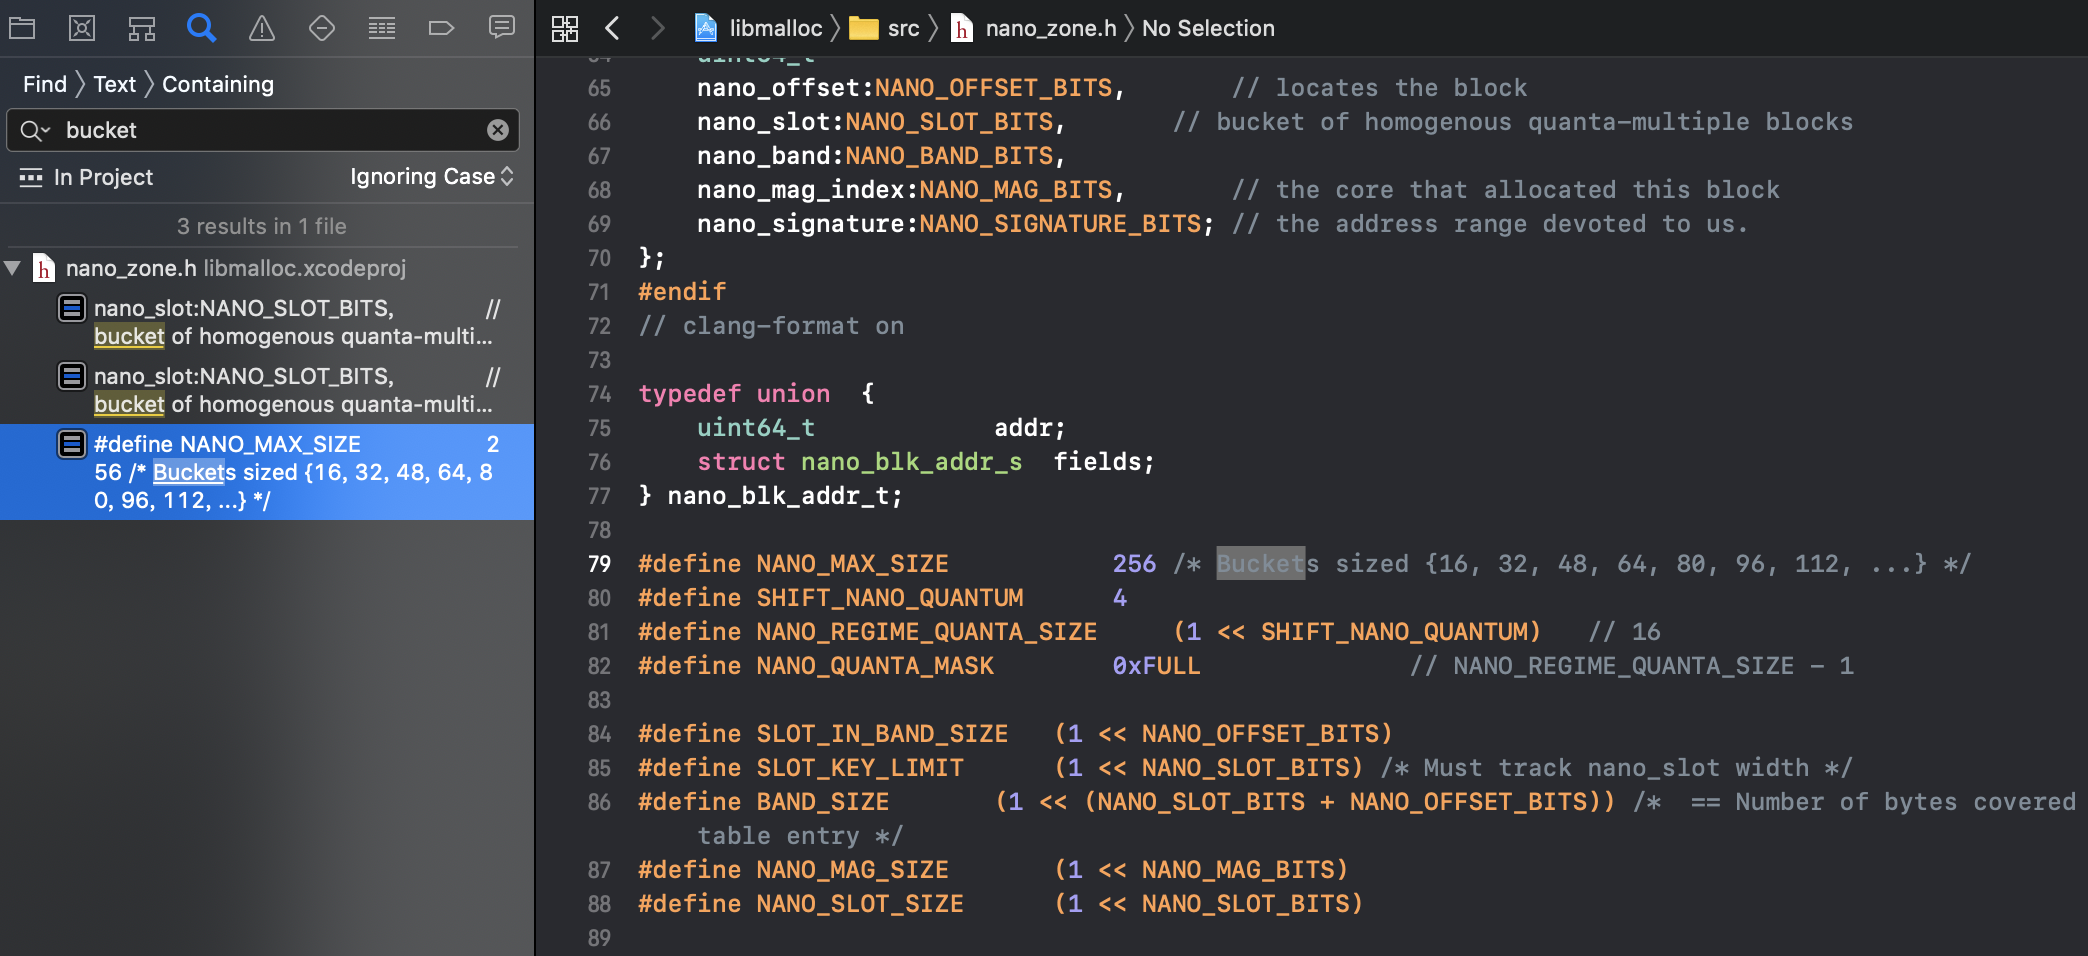 Find 〉 Text 〉 Containing
bucket
In Project Ignoring Case
3 results in 1 file
nano_zone.h libmalloc.xcodeproj
nano_slot:NANO_SLOT_BITS, //
bucket of homogenous quanta-multi...
nano_slot:NANO_SLOT_BITS, //
bucket of homogenous quanta-multi...
#define NANO_MAX_SIZE 2
56 /* Buckets sized {16, 32, 48, 64, 8
0, 96, 112, ...} */
libmalloc 〉 src 〉 h nano_zone.h 〉 No Selection
64 uint64_t
65 nano_offset:NANO_OFFSET_BITS, // locates the block
66 nano_slot:NANO_SLOT_BITS, // bucket of homogenous quanta-multiple blocks
67 nano_band:NANO_BAND_BITS,
68 nano_mag_index:NANO_MAG_BITS, // the core that allocated this block
69 nano_signature:NANO_SIGNATURE_BITS; // the address range devoted to us.
70 };
71 #endif
72 // clang-format on
73
74 typedef union {
75 uint64_t addr;
76 struct nano_blk_addr_s fields;
77 } nano_blk_addr_t;
78
79 #define NANO_MAX_SIZE 256 /* Buckets sized {16, 32, 48, 64, 80, 96, 112, ...} */
80 #define SHIFT_NANO_QUANTUM 4
81 #define NANO_REGIME_QUANTA_SIZE (1 << SHIFT_NANO_QUANTUM) // 16
82 #define NANO_QUANTA_MASK 0xFULL // NANO_REGIME_QUANTA_SIZE - 1
83
84 #define SLOT_IN_BAND_SIZE (1 << NANO_OFFSET_BITS)
85 #define SLOT_KEY_LIMIT (1 << NANO_SLOT_BITS) /* Must track nano_slot width */
86 #define BAND_SIZE (1 << (NANO_SLOT_BITS + NANO_OFFSET_BITS)) /* == Number of bytes covered
table entry */
87 #define NANO_MAG_SIZE (1 << NANO_MAG_BITS)
88 #define NANO_SLOT_SIZE (1 << NANO_SLOT_BITS)
89